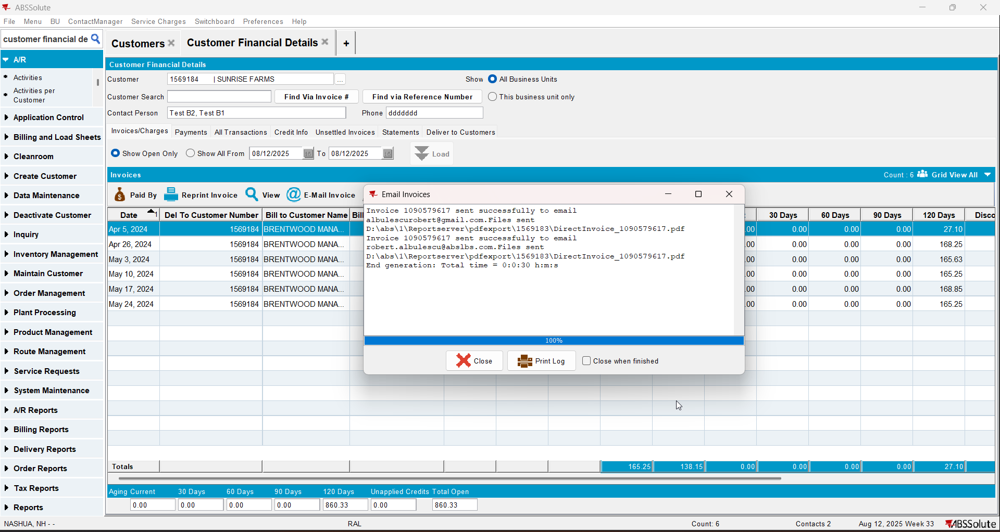 ABSSolute
File Menu BU ContactManager Service Charges Switchboard Preferences Help
customer financial de
Customers
Customer Financial Details
+
A/R
Activities
Activities per
Customer
Application Control
Billing and Load Sheets
Cleanroom
Create Customer
Data Maintenance
Deactivate Customer
Inquiry
Inventory Management
Maintain Customer
Order Management
Plant Processing
Product Management
Route Management
Service Requests
System Maintenance
A/R Reports
Billing Reports
Delivery Reports
Order Reports
Tax Reports
Reports
Customer Financial Details
Customer 1569184 | SUNRISE FARMS ... Show All Business Units
Customer Search Find Via Invoice # Find via Reference Number This business unit only
Contact Person Test B2, Test B1 Phone ddddddd
Invoices/Charges Payments All Transactions Credit Info Unsettled Invoices Statements Deliver to Customers
Show Open Only Show All From 08/12/2025 To 08/12/2025 Load
Invoices Count : 6 Grid View All
Paid By Reprint Invoice View E-Mail Invoice
Date 1 Del To Customer Number Bill to Customer Name Bill 30 Days 60 Days 90 Days 120 Days Disco
Apr 5, 2024 1569184 BRENTWOOD MANA... .00 0.00 0.00 0.00 27.10
Apr 26, 2024 1569184 BRENTWOOD MANA... .00 0.00 0.00 0.00 168.25
May 3, 2024 1569184 BRENTWOOD MANA... .00 0.00 0.00 0.00 165.63
May 10, 2024 1569184 BRENTWOOD MANA... .00 0.00 0.00 0.00 165.25
May 17, 2024 1569184 BRENTWOOD MANA... .00 0.00 0.00 0.00 168.85
May 24, 2024 1569184 BRENTWOOD MANA... .00 0.00 0.00 0.00 165.25
Email Invoices
Invoice 1090579617 sent successfully to email
albulescurobert@gmail.com.Files sent
D:\abs\1\Reportserver\pdfexport\1569183\DirectInvoice_1090579617.pdf
Invoice 1090579617 sent successfully to email
robert.albulescu@abslbs.com.Files sent
D:\abs\1\Reportserver\pdfexport\1569183\DirectInvoice_1090579617.pdf
End generation: Total time = 0:0:30 h:m:s
100%
Close Print Log Close when finished
Totals 165.25 138.15 0.00 0.00 0.00 0.00 27.10
Aging Current 30 Days 60 Days 90 Days 120 Days Unapplied Credits Total Open
0.00 0.00 0.00 0.00 860.33 0.00 860.33
NASHUA, NH - - RAL Count: 6 Contacts 2 Aug 12, 2025 Week 33 ABSSolute